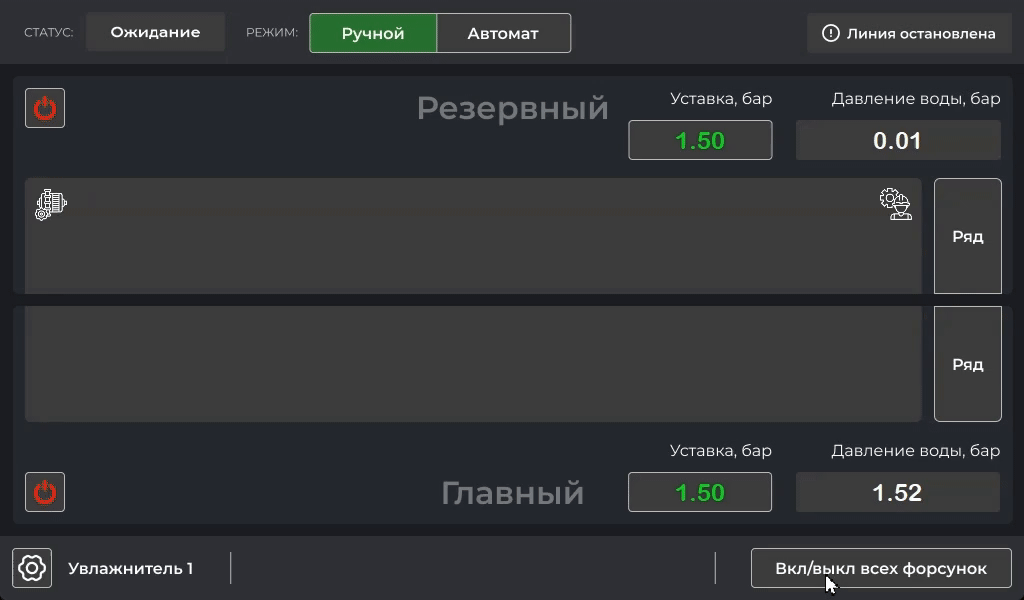 СТАТУС: Ожидание РЕЖИМ: Ручной Автомат Линия остановлена
Резервный
Уставка, бар Давление воды, бар
1.50 0.01
Ряд
Ряд
Уставка, бар Давление воды, бар
Главный 1.50 1.52
Увлажнитель 1 Вкл/выкл всех форсунок